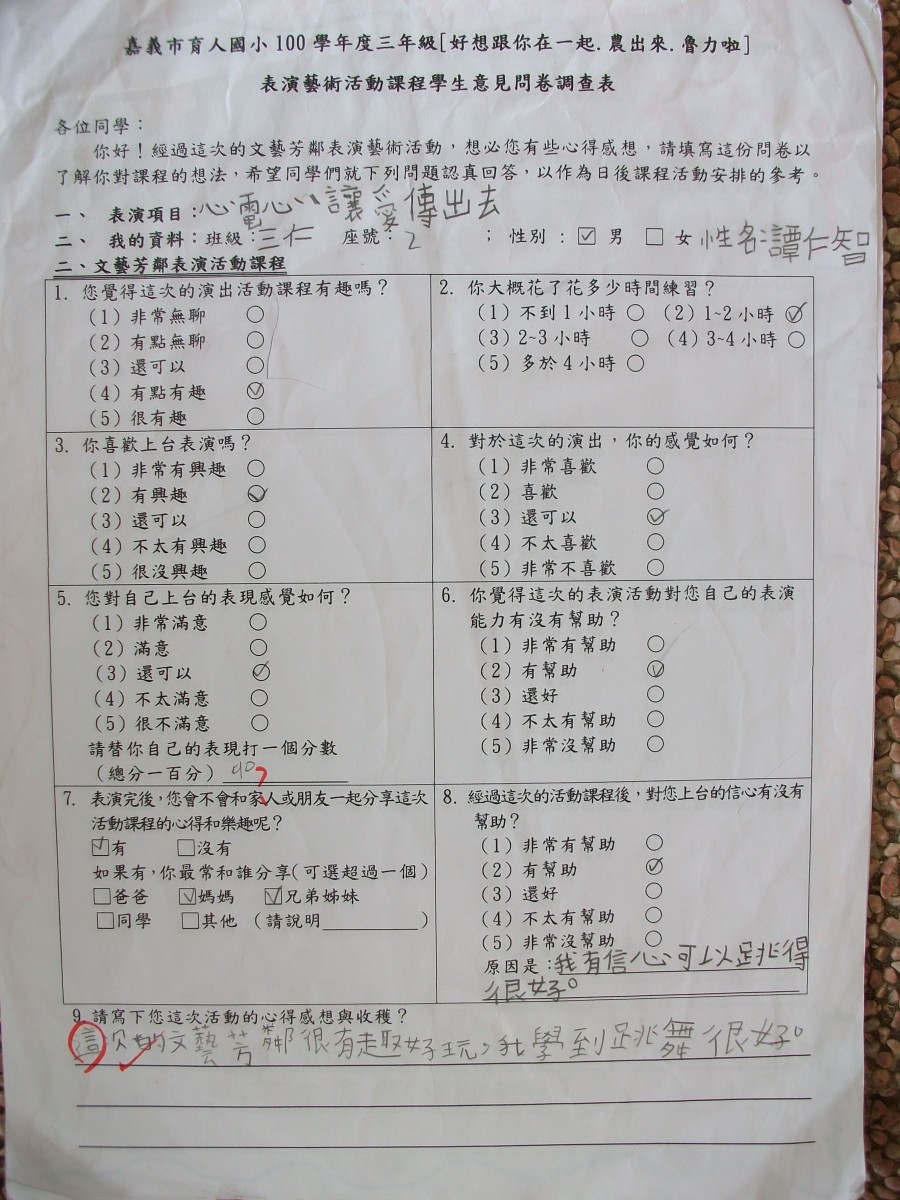 嘉義市育人國小100學年度三年級[好想跟你在一起.農出來.魯力啦]
表演藝術活動課程學生意見問卷調查表
各位同學：
你好！經過這次的文藝芳鄰表演藝術活動，想必您有些心得感想，請填寫這份問卷以
了解你對課程的想法，希望同學們就下列問題認真回答，以作為日後課程活動安排的參考。
一、 表演項目：心電心讓愛傳出去
二、 我的資料：班級：三仁 座號：2 ；性別：☑男 □女 性名：譚仁智
二、文藝芳鄰表演活動課程
1. 您覺得這次的演出活動課程有趣嗎？
(1) 非常無聊 ○
(2) 有點無聊 ○
(3) 還可以 ○
(4) 有點有趣 ✓
(5) 很有趣 ○
2. 你大概花了花多少時間練習？
(1) 不到1小時 ○ (2) 1~2小時 ✓
(3) 2~3小時 ○ (4) 3~4小時 ○
(5) 多於4小時 ○
3. 你喜歡上台表演嗎？
(1) 非常有興趣 ○
(2) 有興趣 ✓
(3) 還可以 ○
(4) 不太有興趣 ○
(5) 很沒興趣 ○
4. 對於這次的演出，你的感覺如何？
(1) 非常喜歡 ○
(2) 喜歡 ○
(3) 還可以 ✓
(4) 不太喜歡 ○
(5) 非常不喜歡 ○
5. 您對自己上台的表現感覺如何？
(1) 非常滿意 ○
(2) 滿意 ○
(3) 還可以 ✓
(4) 不太滿意 ○
(5) 很不滿意 ○
請替你自己的表現打一個分數
(總分一百分) 90
6. 你覺得這次的表演活動對您自己的表演
能力有沒有幫助？
(1) 非常有幫助 ○
(2) 有幫助 ✓
(3) 還好 ○
(4) 不太有幫助 ○
(5) 非常沒幫助 ○
7. 表演完後，您會不會和家人或朋友一起分享這次
活動課程的心得和樂趣呢？
☑有 □沒有
如果有，你最常和誰分享(可選超過一個)
□爸爸 ☑媽媽 ☑兄弟姊妹
□同學 □其他 (請說明________)
8. 經過這次的活動課程後，對您上台的信心有沒有
幫助？
(1) 非常有幫助 ○
(2) 有幫助 ✓
(3) 還好 ○
(4) 不太有幫助 ○
(5) 非常沒幫助 ○
原因是：我有信心可以跳得
很好。
9. 請寫下您這次活動的心得感想與收穫？
這次的文藝芳鄰很有趣好玩，我學到跳舞很好。